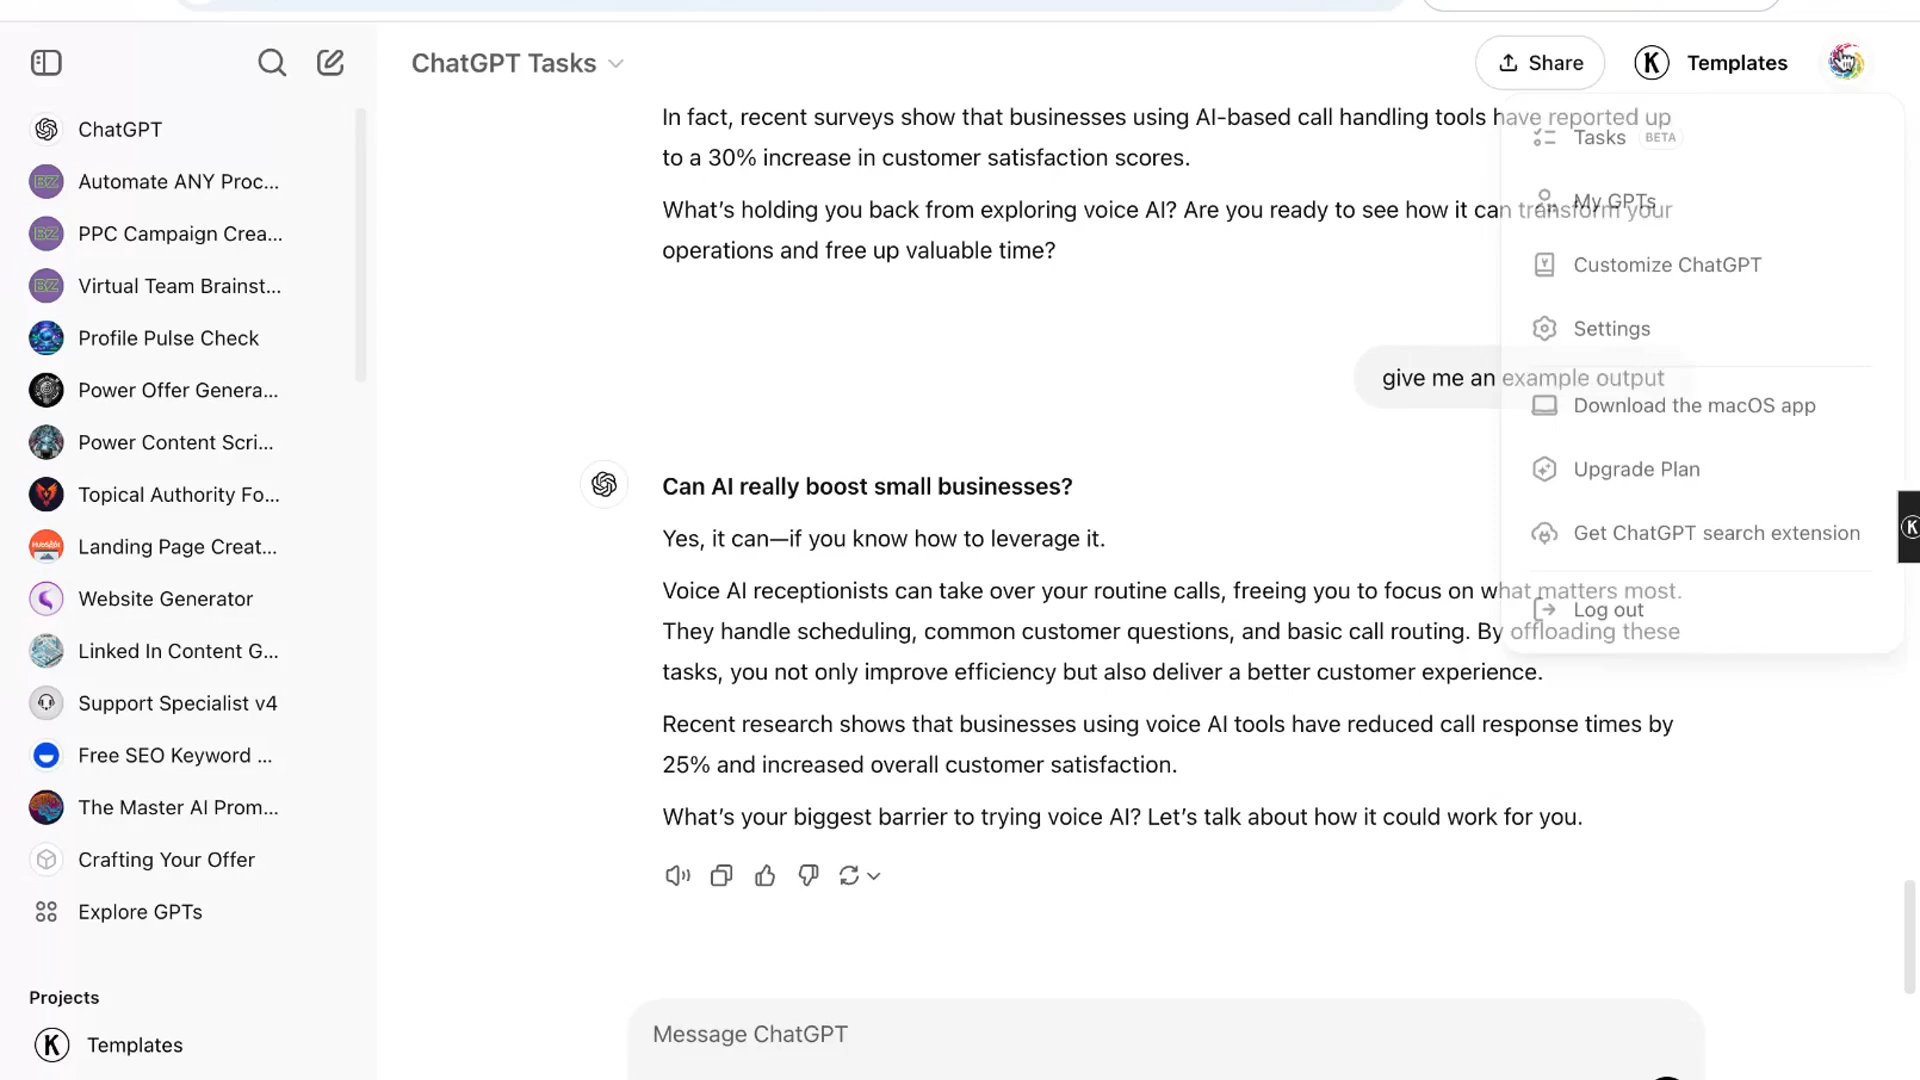 ChatGPT
Automate ANY Proc...
PPC Campaign Crea...
Virtual Team Brainst...
Profile Pulse Check
Power Offer Genera...
Power Content Scri...
Topical Authority Fo...
Landing Page Creat...
Website Generator
Linked In Content G...
Support Specialist v4
Free SEO Keyword ...
The Master AI Prom...
Crafting Your Offer
Explore GPTs
Projects
K Templates
ChatGPT Tasks
Share
K Templates
In fact, recent surveys show that businesses using AI-based call handling tools have reported up
to a 30% increase in customer satisfaction scores.
What’s holding you back from exploring voice AI? Are you ready to see how it can transform your
operations and free up valuable time?
give me an example output
Can AI really boost small businesses?
Yes, it can—if you know how to leverage it.
Voice AI receptionists can take over your routine calls, freeing you to focus on what matters most.
They handle scheduling, common customer questions, and basic call routing. By offloading these
tasks, you not only improve efficiency but also deliver a better customer experience.
Recent research shows that businesses using voice AI tools have reduced call response times by
25% and increased overall customer satisfaction.
What’s your biggest barrier to trying voice AI? Let’s talk about how it could work for you.
Message ChatGPT
Tasks BETA
My GPTs
Customize ChatGPT
Settings
Download the macOS app
Upgrade Plan
Get ChatGPT search extension
Log out
K